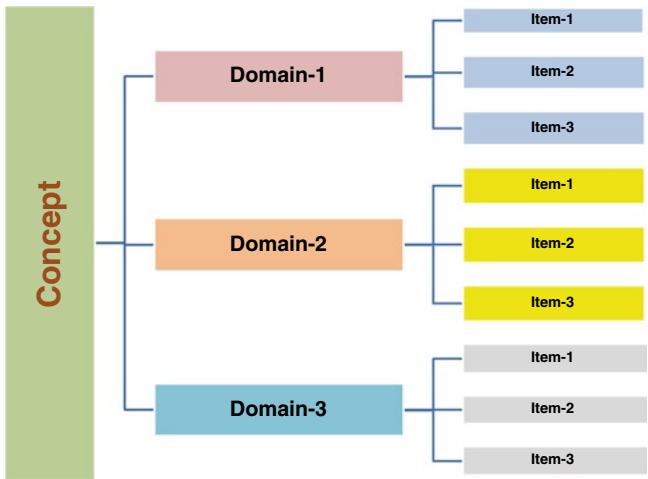 Concept
Domain-1
Item-1
Item-2
Item-3
Domain-2
Item-1
Item-2
Item-3
Domain-3
Item-1
Item-2
Item-3